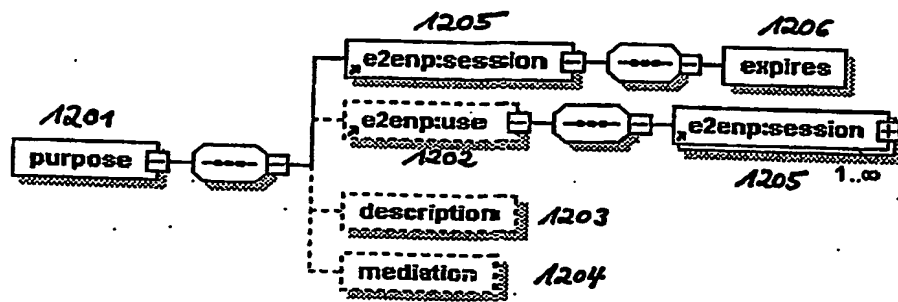 1205
1206
e2enp:session
expires
1201
e2enp:use
e2enp:session
purpose
1202
1205
1..∞
description
1203
mediation
1204